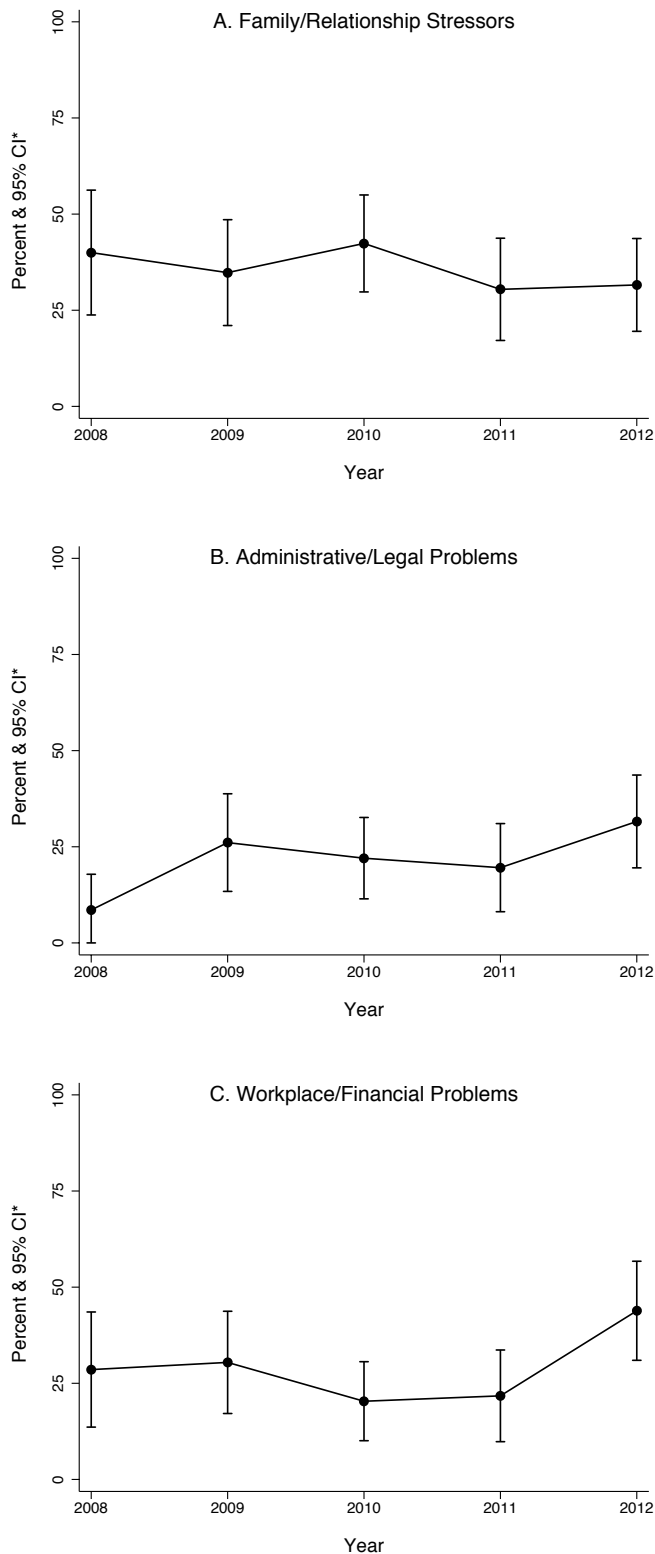 A. Family/Relationship Stressors
100
75
50
25
0
Percent & 95% CI*
2008 2009 2010 2011 2012
Year
B. Administrative/Legal Problems
100
75
50
25
0
Percent & 95% CI*
2008 2009 2010 2011 2012
Year
C. Workplace/Financial Problems
100
75
50
25
0
Percent & 95% CI*
2008 2009 2010 2011 2012
Year